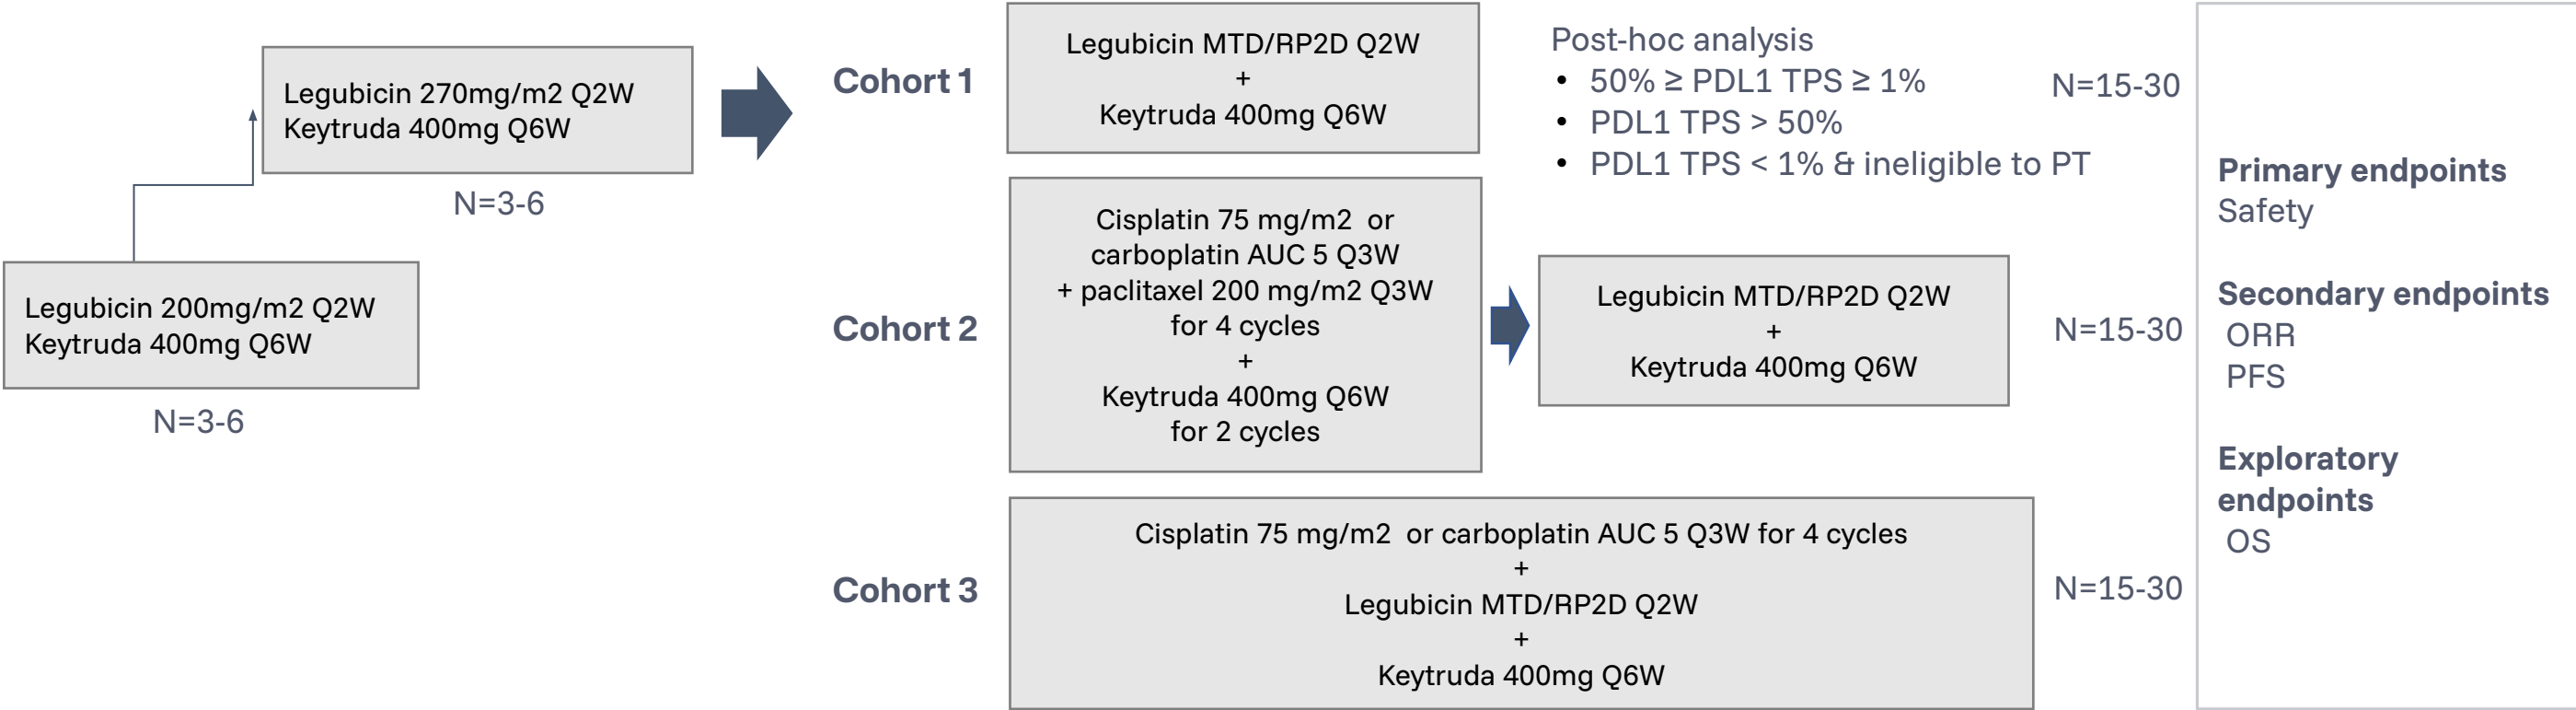 Legubicin 270mg/m2 Q2W
Keytruda 400mg Q6W
N=3-6
Legubicin 200mg/m2 Q2W
Keytruda 400mg Q6W
N=3-6
Cohort 1
Legubicin MTD/RP2D Q2W
+
Keytruda 400mg Q6W
Post-hoc analysis
• 50% ≥ PDL1 TPS ≥ 1%
• PDL1 TPS > 50%
• PDL1 TPS < 1% & ineligible to PT
N=15-30
Cohort 2
Cisplatin 75 mg/m2 or
carboplatin AUC 5 Q3W
+ paclitaxel 200 mg/m2 Q3W
for 4 cycles
+
Keytruda 400mg Q6W
for 2 cycles
Legubicin MTD/RP2D Q2W
+
Keytruda 400mg Q6W
N=15-30
Cohort 3
Cisplatin 75 mg/m2 or carboplatin AUC 5 Q3W for 4 cycles
+
Legubicin MTD/RP2D Q2W
+
Keytruda 400mg Q6W
N=15-30
Primary endpoints
Safety
Secondary endpoints
ORR
PFS
Exploratory
endpoints
OS